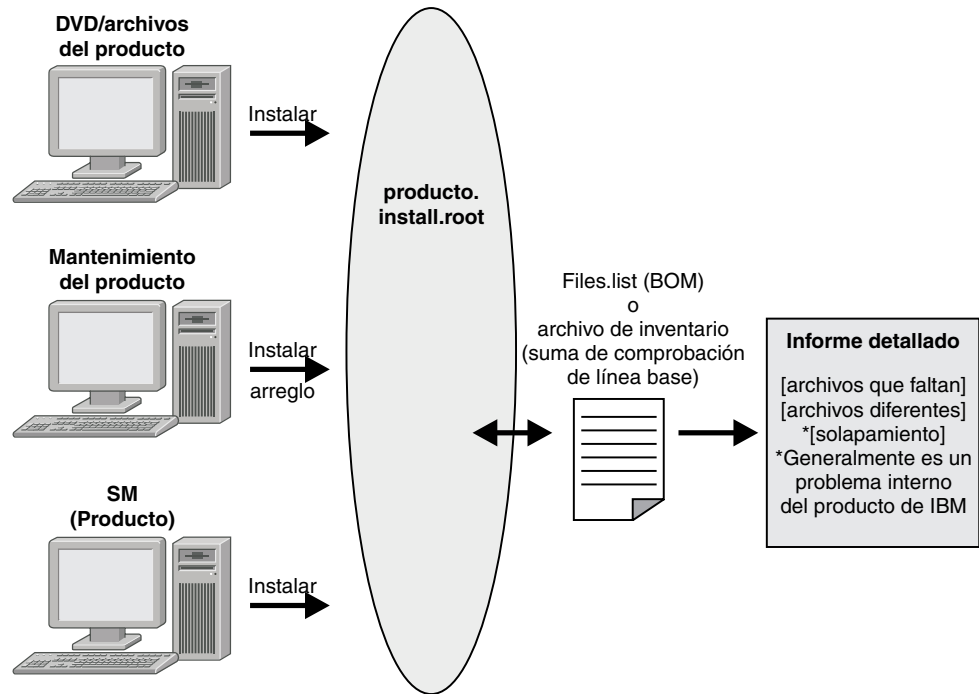 DVD/archivos
del producto
Instalar
Mantenimiento
del producto
Instalar
arreglo
SM
(Producto)
Instalar
producto.
install.root
Files.list (BOM)
o
archivo de inventario
(suma de comprobación
de línea base)
Informe detallado
[archivos que faltan]
[archivos diferentes]
*[solapamiento]
*Generalmente es un
problema interno
del producto de IBM